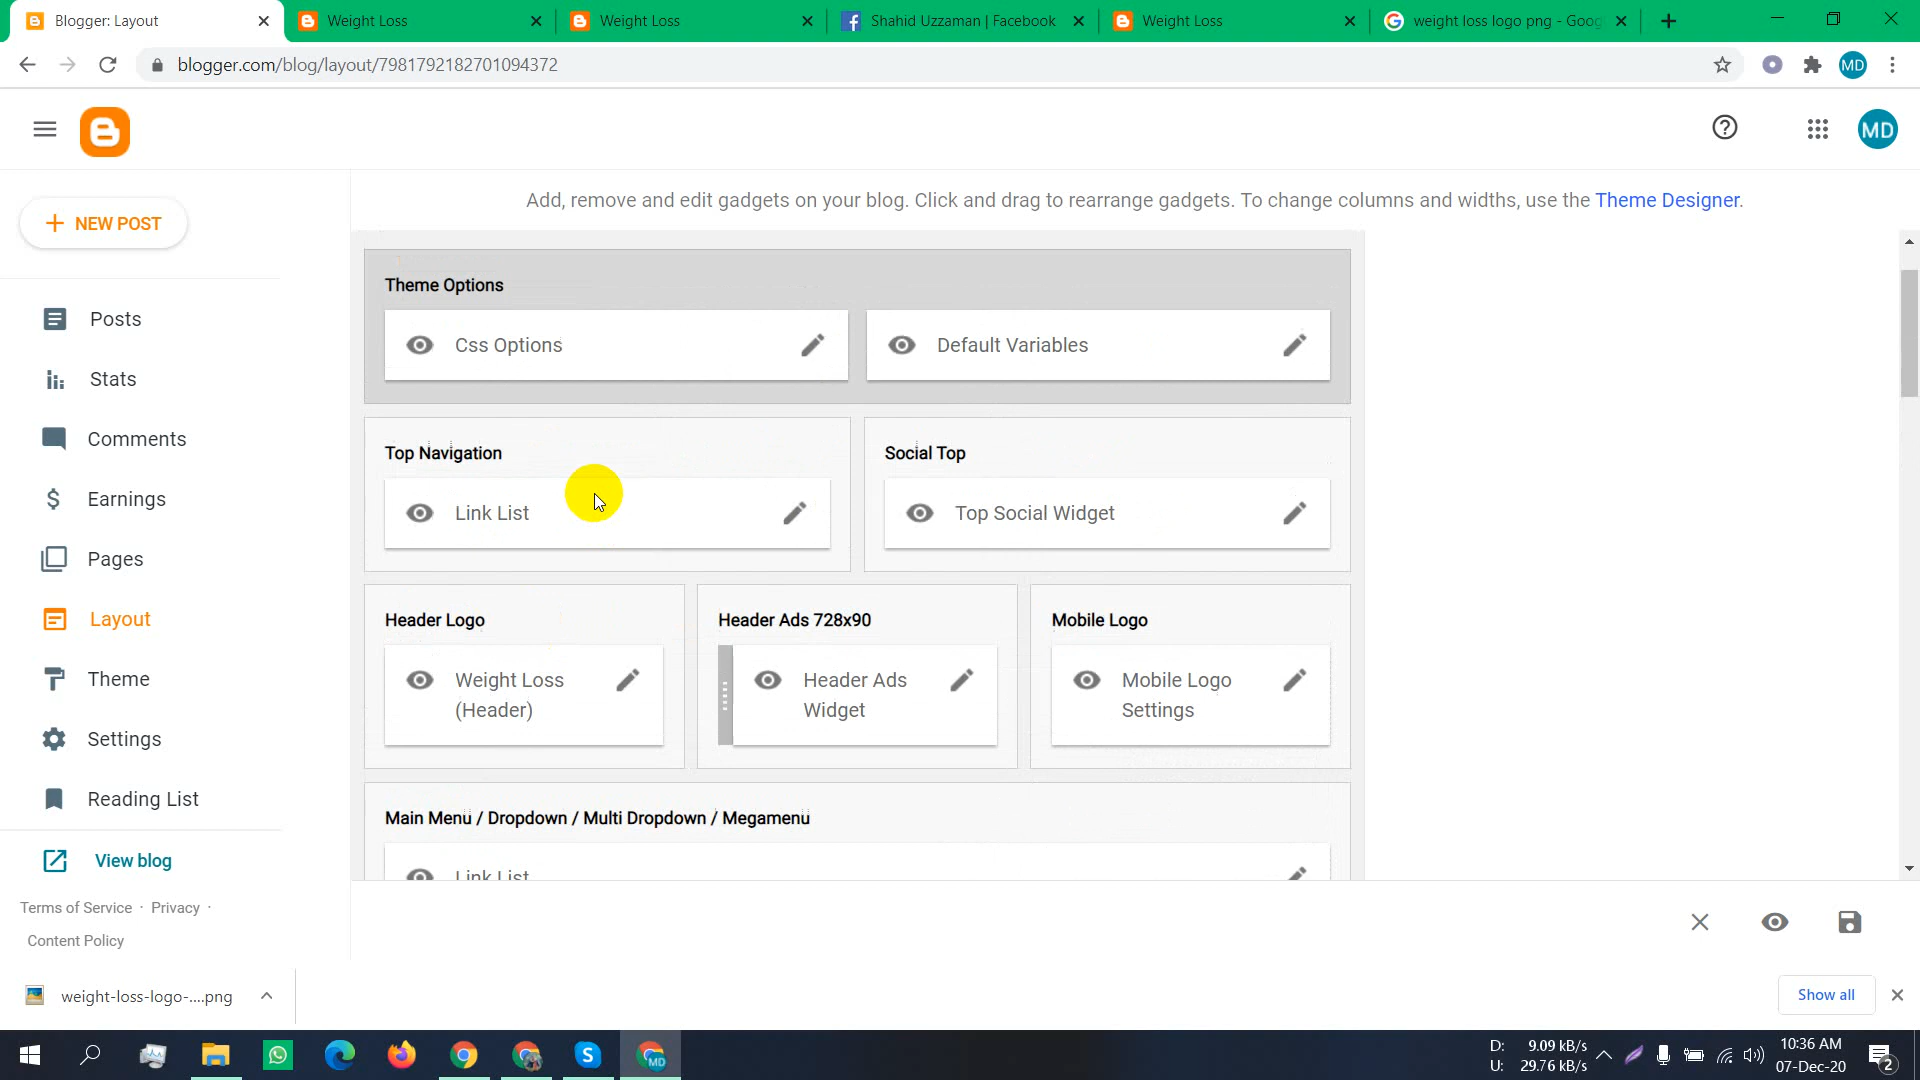 Blogger: Layout
Weight Loss
Weight Loss
Shahid Uzzaman | Facebook
Weight Loss
weight loss logo png - Goog
blogger.com/blog/layout/7981792182701094372
MD
MD
Add, remove and edit gadgets on your blog. Click and drag to rearrange gadgets. To change columns and widths, use the Theme Designer.
NEW POST
Posts
Stats
Comments
Earnings
Pages
Layout
Theme
Settings
Reading List
View blog
Terms of Service · Privacy ·
Content Policy
Theme Options
Css Options
Default Variables
Top Navigation
Link List
Social Top
Top Social Widget
Header Logo
Weight Loss
(Header)
Header Ads 728x90
Header Ads
Widget
Mobile Logo
Mobile Logo
Settings
Main Menu / Dropdown / Multi Dropdown / Megamenu
Link List
weight-loss-logo-....png
Show all
MD
D: 9.09 kB/s
U: 29.76 kB/s
10:36 AM
07-Dec-20
2